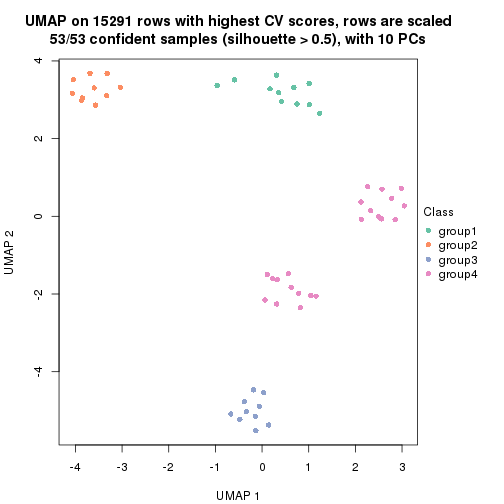 UMAP on 15291 rows with highest CV scores, rows are scaled
53/53 confident samples (silhouette > 0.5), with 10 PCs
4
2
0
-2
-4
UMAP 2
-4 -3 -2 -1 0 1 2 3
UMAP 1
Class
group1
group2
group3
group4